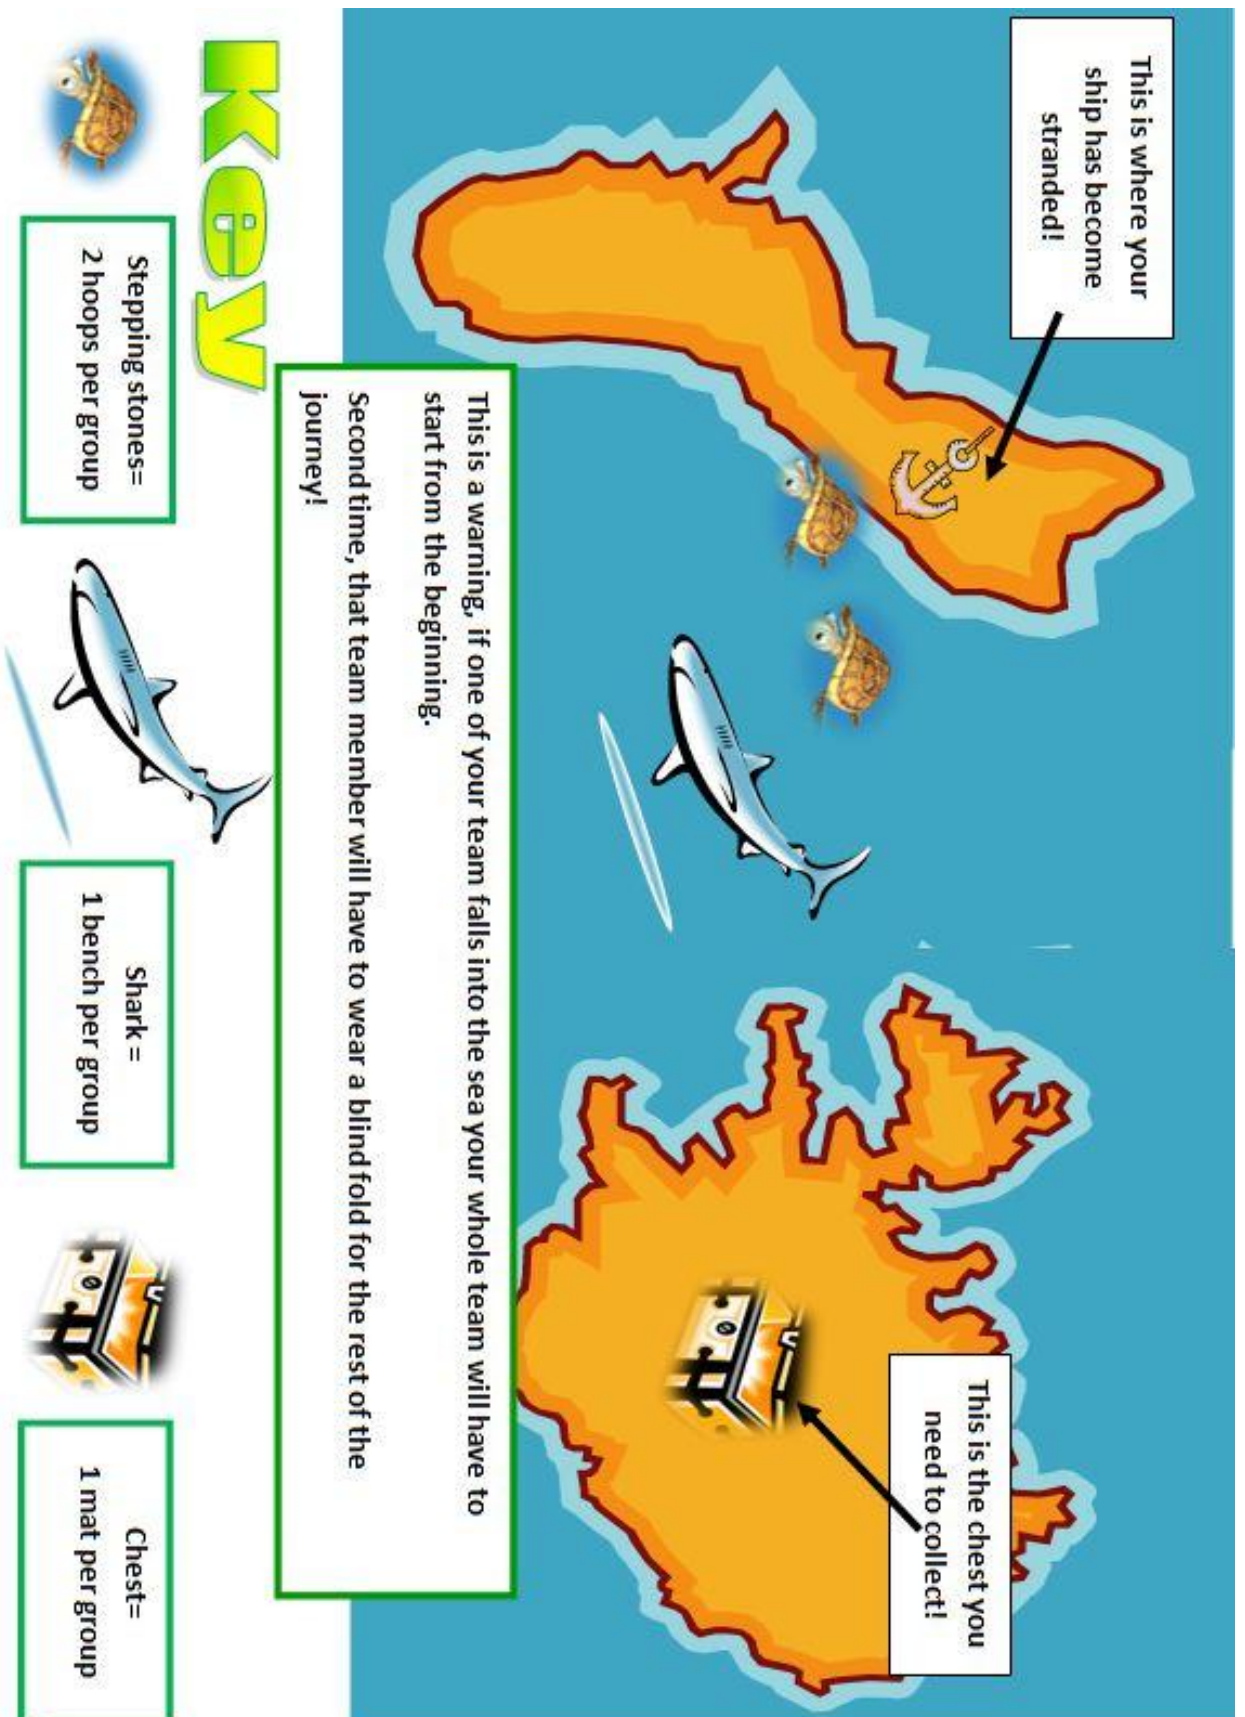 This is where your
ship has become
stranded!
This is the chest you
need to collect!
This is a warning, if one of your team falls into the sea your whole team will have to
start from the beginning.
Second time, that team member will have to wear a blind fold for the rest of the
journey!
Key
Stepping stones=
2 hoops per group
Shark =
1 bench per group
Chest=
1 mat per group